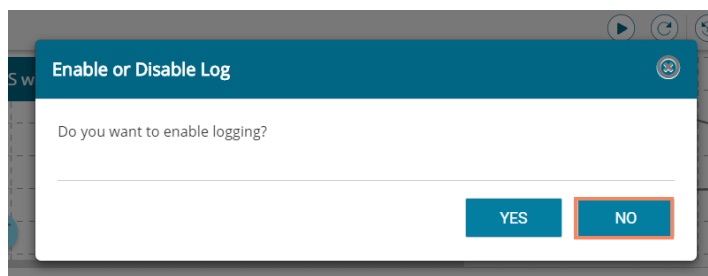 S w
Enable or Disable Log
Do you want to enable logging?
YES NO